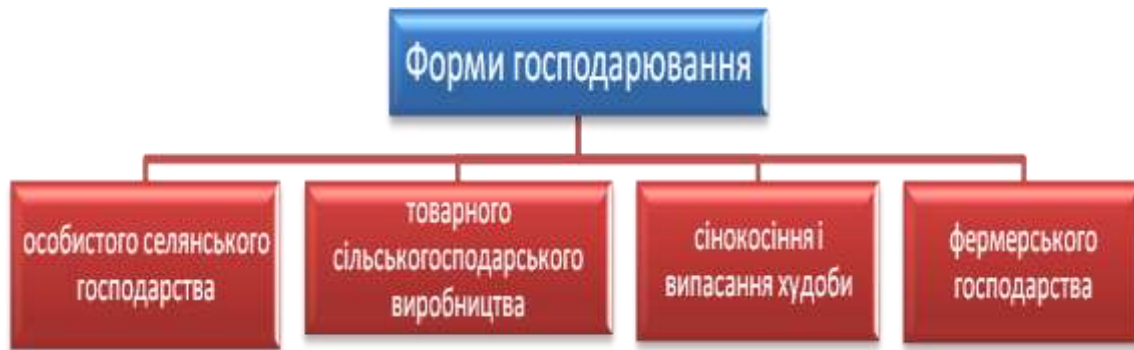 Форми господарювання
особистого селянського
господарства
товарного
сільськогосподарського
виробництва
сінокосіння і
випасання худоби
фермерського
господарства